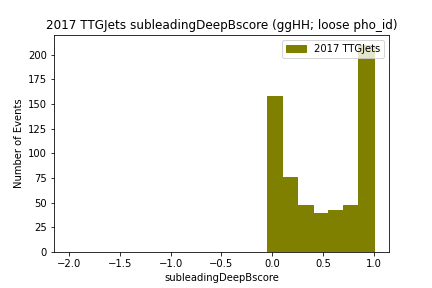 2017 TTGJets subleadingDeepBscore (ggHH; loose pho_id)
2017 TTGJets
Number of Events
200
175
150
125
100
75
50
25
0
−2.0 −1.5 −1.0 −0.5 0.0 0.5 1.0
subleadingDeepBscore